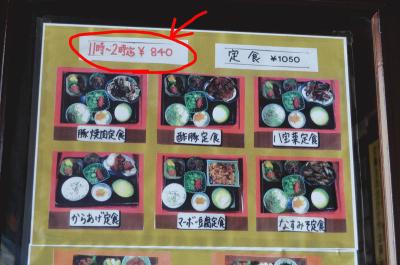 11時~2時迄 ¥ 840
定食 ¥1050
豚焼肉定食
酢豚定食
八宝菜定食
からあげ定食
マーボー豆腐定食
なすみそ定食